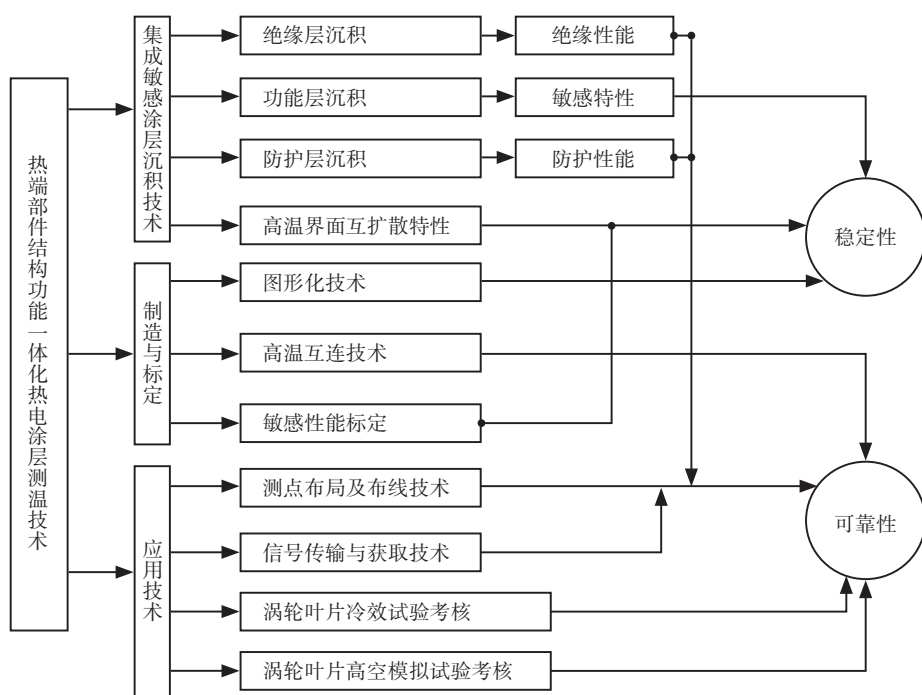 热端部件结构功能一体化热电涂层测温技术
集成敏感涂层沉积技术
绝缘层沉积
绝缘性能
功能层沉积
敏感特性
防护层沉积
防护性能
高温界面互扩散特性
稳定性
制造与标定
图形化技术
高温互连技术
敏感性能标定
应用技术
测点布局及布线技术
可靠性
信号传输与获取技术
涡轮叶片冷效试验考核
涡轮叶片高空模拟试验考核